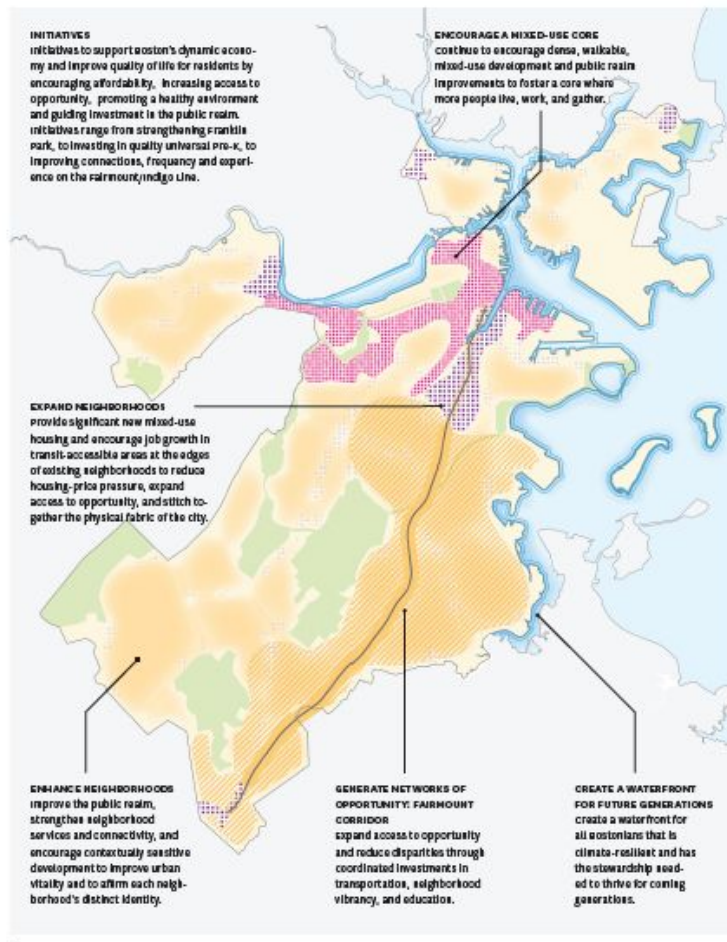 INITIATIVES
initiatives to support Boston's dynamic econo-
my and improve quality of life for residents by
encouraging affordability, increasing access to
opportunity, promoting a healthy environment
and guiding investment in the public realm.
initiatives range from strengthening Franklin
Park, to investing in quality universal Pre-K, to
improving connections, frequency and experi-
ence on the Fairmount/Indigo Line.
ENCOURAGE A MIXED-USE CORE
continue to encourage dense, walkable,
mixed-use development and public realm
improvements to foster a core where
more people live, work, and gather.
EXPAND NEIGHBORHOODS
Provide significant new mixed-use
housing and encourage job growth in
transit-accessible areas at the edges
of existing neighborhoods to reduce
housing-price pressure, expand
access to opportunity, and stitch to-
gether the physical fabric of the city.
ENHANCE NEIGHBORHOODS
improve the public realm,
strengthen neighborhood
services and connectivity, and
encourage contextually sensitive
development to improve urban
vitality and to affirm each neigh-
borhood's distinct identity.
GENERATE NETWORKS OF
OPPORTUNITY: FAIRMOUNT
CORRIDOR
expand access to opportunity
and reduce disparities through
coordinated investments in
transportation, neighborhood
vibrancy, and education.
CREATE A WATERFRONT
FOR FUTURE GENERATIONS
create a waterfront for
all Bostonians that is
climate-resilient and has
the stewardship need-
ed to thrive for coming
generations.